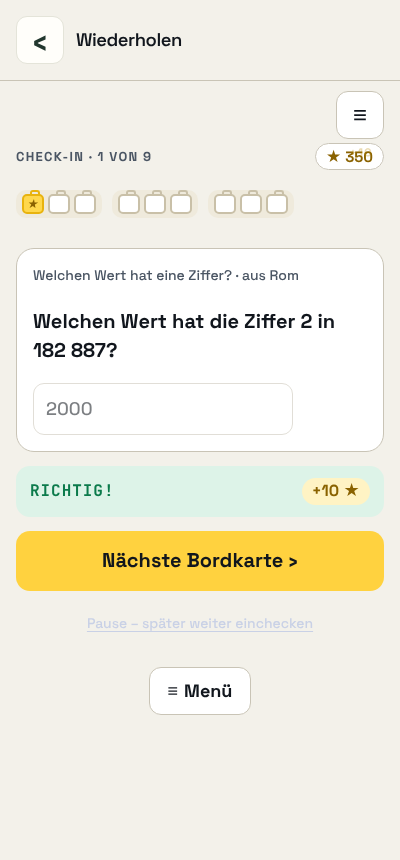 < Wiederholen
≡
CHECK-IN · 1 VON 9
★ 350
Welchen Wert hat eine Ziffer? · aus Rom
Welchen Wert hat die Ziffer 2 in
182 887?
2000
RICHTIG!
+10 ★
Nächste Bordkarte >
Pause – später weiter einchecken
≡ Menü